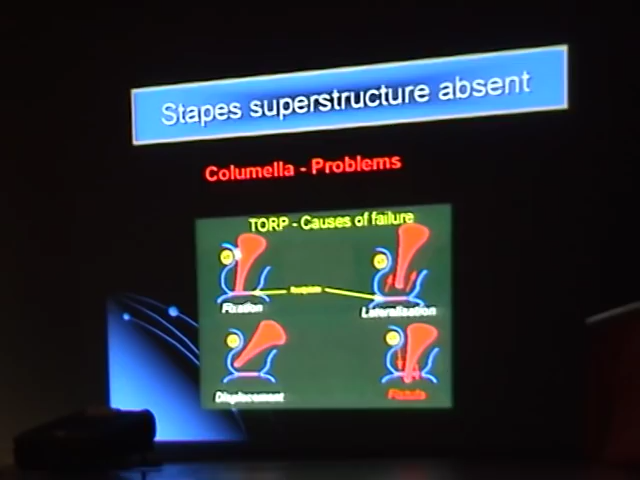 Stapes superstructure absent
Columella - Problems
TORP - Causes of failure
Fixation
Lateralisation
Displacement
Fistula